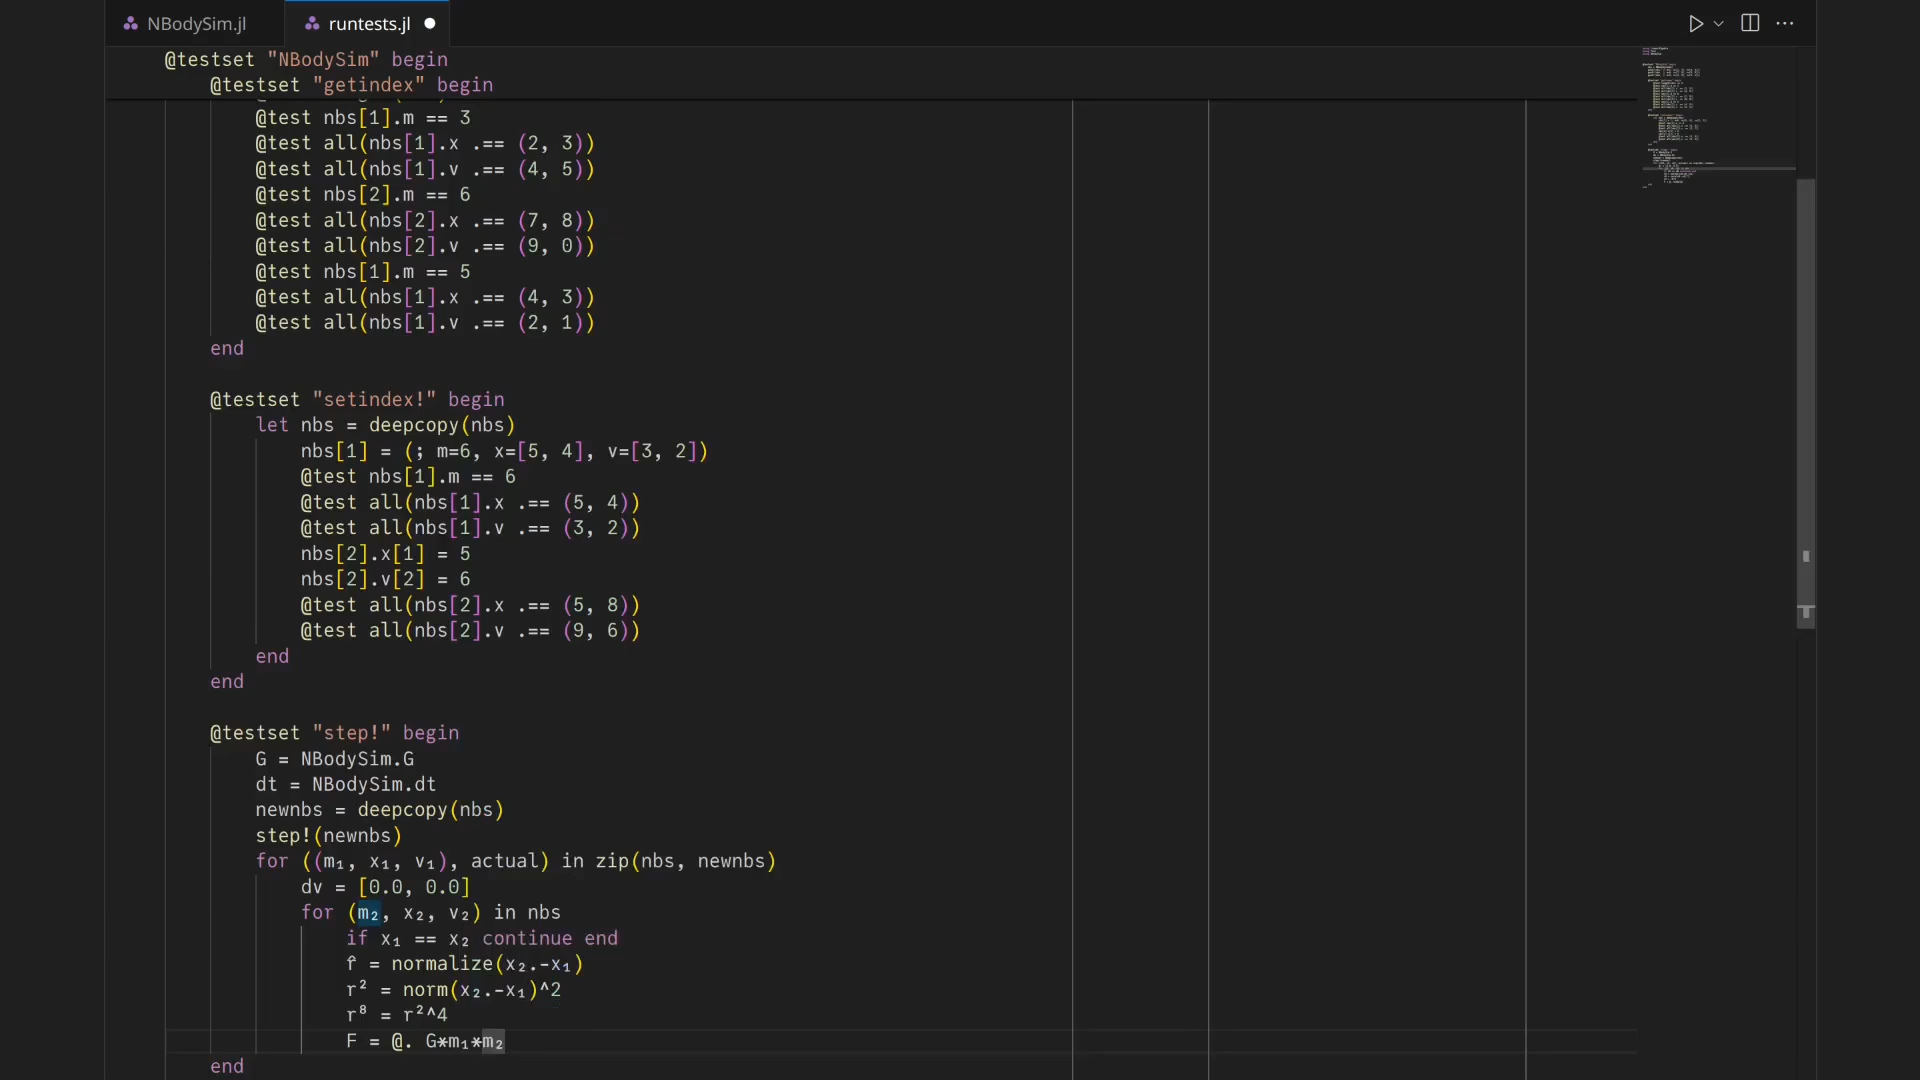 NBodySim.jl
runtests.jl
@testset "NBodySim" begin
@testset "getindex" begin
@test nbs[1].m == 3
@test all(nbs[1].x .== (2, 3))
@test all(nbs[1].v .== (4, 5))
@test nbs[2].m == 6
@test all(nbs[2].x .== (7, 8))
@test all(nbs[2].v .== (9, 0))
@test nbs[1].m == 5
@test all(nbs[1].x .== (4, 3))
@test all(nbs[1].v .== (2, 1))
end
@testset "setindex!" begin
let nbs = deepcopy(nbs)
nbs[1] = (; m=6, x=[5, 4], v=[3, 2])
@test nbs[1].m == 6
@test all(nbs[1].x .== (5, 4))
@test all(nbs[1].v .== (3, 2))
nbs[2].x[1] = 5
nbs[2].v[2] = 6
@test all(nbs[2].x .== (5, 8))
@test all(nbs[2].v .== (9, 6))
end
end
@testset "step!" begin
G = NBodySim.G
dt = NBodySim.dt
newnbs = deepcopy(nbs)
step!(newnbs)
for ((m₁, x₁, v₁), actual) in zip(nbs, newnbs)
dv = [0.0, 0.0]
for (m₂, x₂, v₂) in nbs
if x₁ == x₂ continue end
r̂ = normalize(x₂.-x₁)
r² = norm(x₂.-x₁)^2
r⁸ = r²^4
F = @. G*m₁*m₂
end